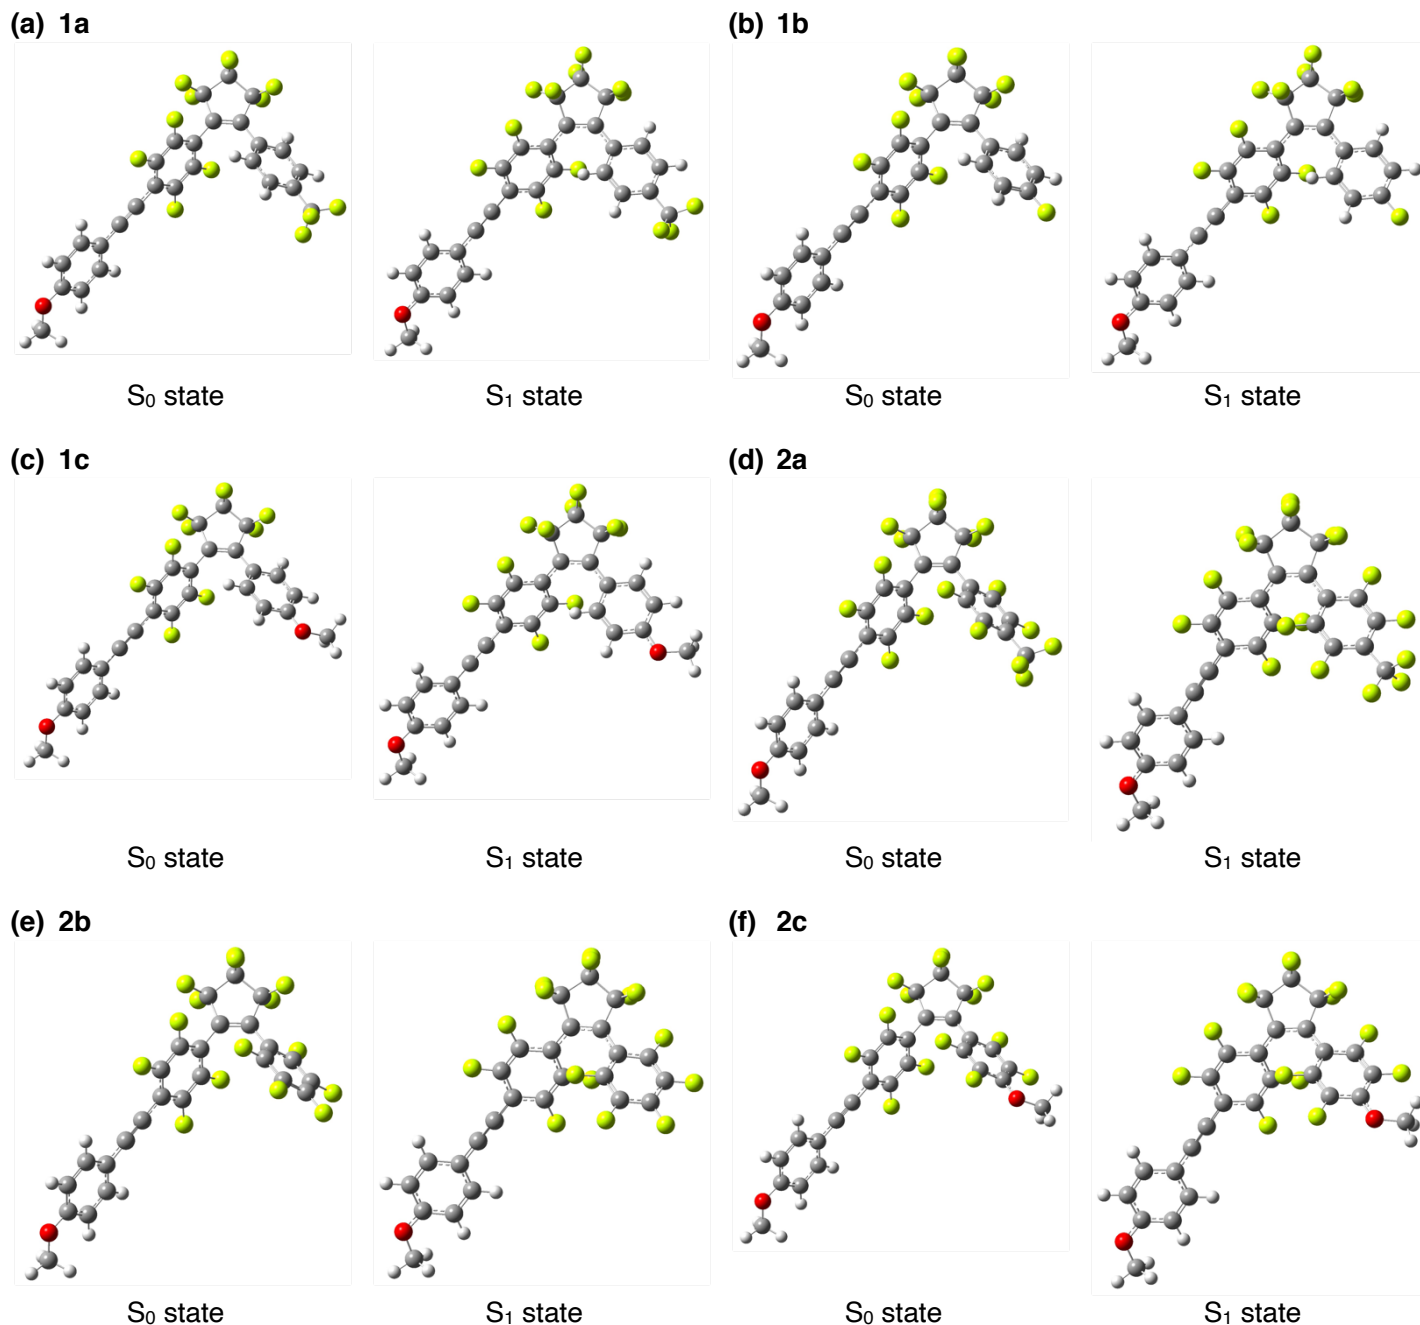 (a) 1a
(b) 1b
S₀ state
S₁ state
S₀ state
S₁ state
(c) 1c
(d) 2a
S₀ state
S₁ state
S₀ state
S₁ state
(e) 2b
(f) 2c
S₀ state
S₁ state
S₀ state
S₁ state